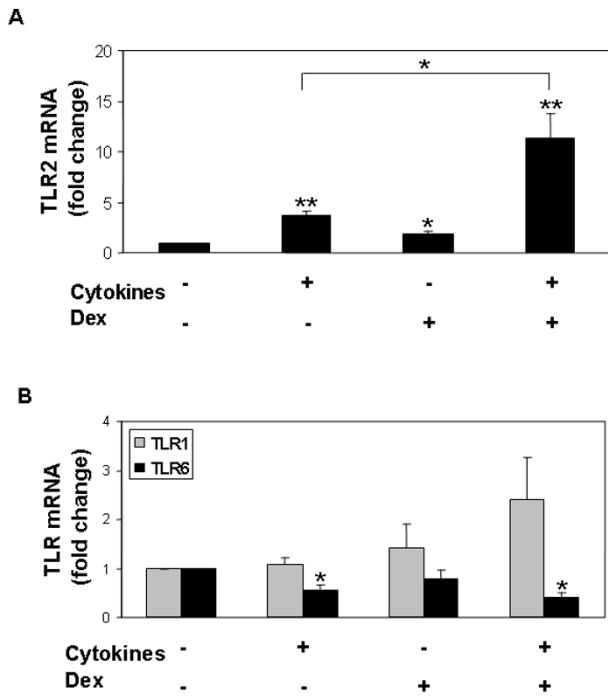 A
TLR2 mRNA
(fold change)
20
15
10
5
0
*
**
*
**
Cytokines - + - +
Dex - - + +
B
TLR mRNA
(fold change)
4
3
2
1
0
TLR1
TLR6
*
*
Cytokines - + - +
Dex - - + +